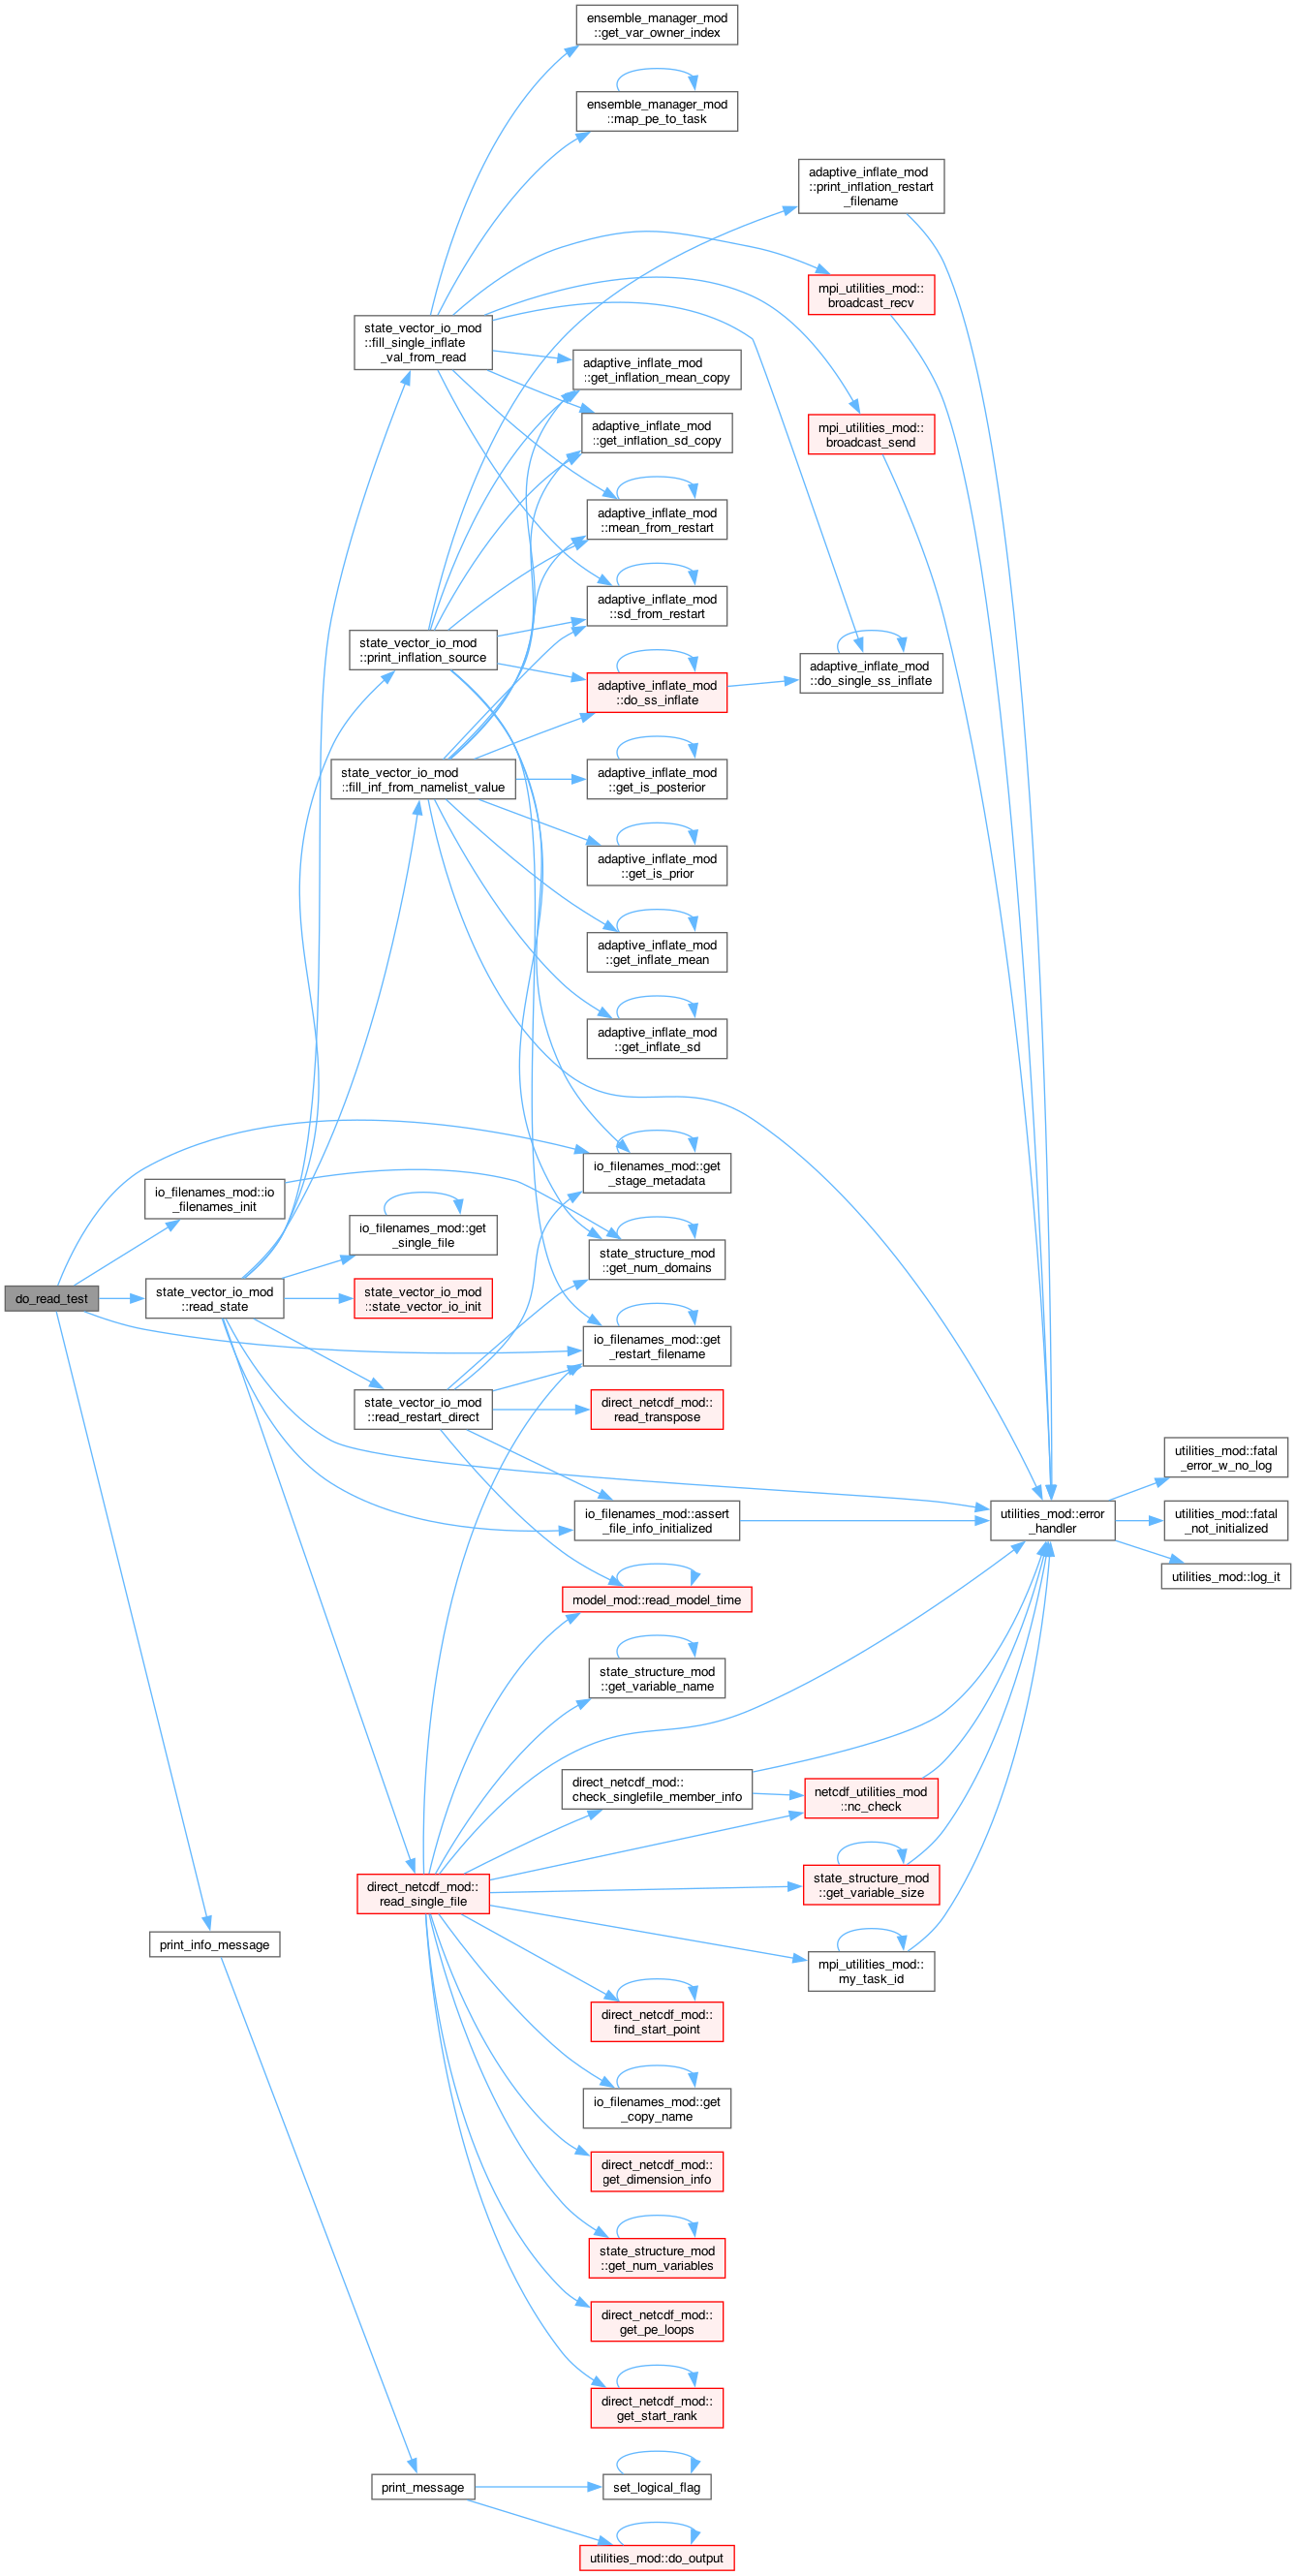 ensemble_manager_mod
::get_var_owner_index
ensemble_manager_mod
::map_pe_to_task
adaptive_inflate_mod
::print_inflation_restart
_filename
mpi_utilities_mod::
broadcast_recv
state_vector_io_mod
::fill_single_inflate
_val_from_read
adaptive_inflate_mod
::get_inflation_mean_copy
adaptive_inflate_mod
::get_inflation_sd_copy
mpi_utilities_mod::
broadcast_send
adaptive_inflate_mod
::mean_from_restart
adaptive_inflate_mod
::sd_from_restart
state_vector_io_mod
::print_inflation_source
adaptive_inflate_mod
::do_ss_inflate
adaptive_inflate_mod
::do_single_ss_inflate
state_vector_io_mod
::fill_inf_from_namelist_value
adaptive_inflate_mod
::get_is_posterior
adaptive_inflate_mod
::get_is_prior
adaptive_inflate_mod
::get_inflate_mean
adaptive_inflate_mod
::get_inflate_sd
io_filenames_mod::get
_stage_metadata
io_filenames_mod::io
_filenames_init
io_filenames_mod::get
_single_file
state_structure_mod
::get_num_domains
do_read_test
state_vector_io_mod
::read_state
state_vector_io_mod
::state_vector_io_init
io_filenames_mod::get
_restart_filename
state_vector_io_mod
::read_restart_direct
direct_netcdf_mod::
read_transpose
utilities_mod::fatal
_error_w_no_log
io_filenames_mod::assert
_file_info_initialized
utilities_mod::error
_handler
utilities_mod::fatal
_not_initialized
utilities_mod::log_it
model_mod::read_model_time
state_structure_mod
::get_variable_name
direct_netcdf_mod::
check_singlefile_member_info
netcdf_utilities_mod
::nc_check
direct_netcdf_mod::
read_single_file
state_structure_mod
::get_variable_size
print_info_message
mpi_utilities_mod::
my_task_id
direct_netcdf_mod::
find_start_point
io_filenames_mod::get
_copy_name
direct_netcdf_mod::
get_dimension_info
state_structure_mod
::get_num_variables
direct_netcdf_mod::
get_pe_loops
direct_netcdf_mod::
get_start_rank
print_message
set_logical_flag
utilities_mod::do_output